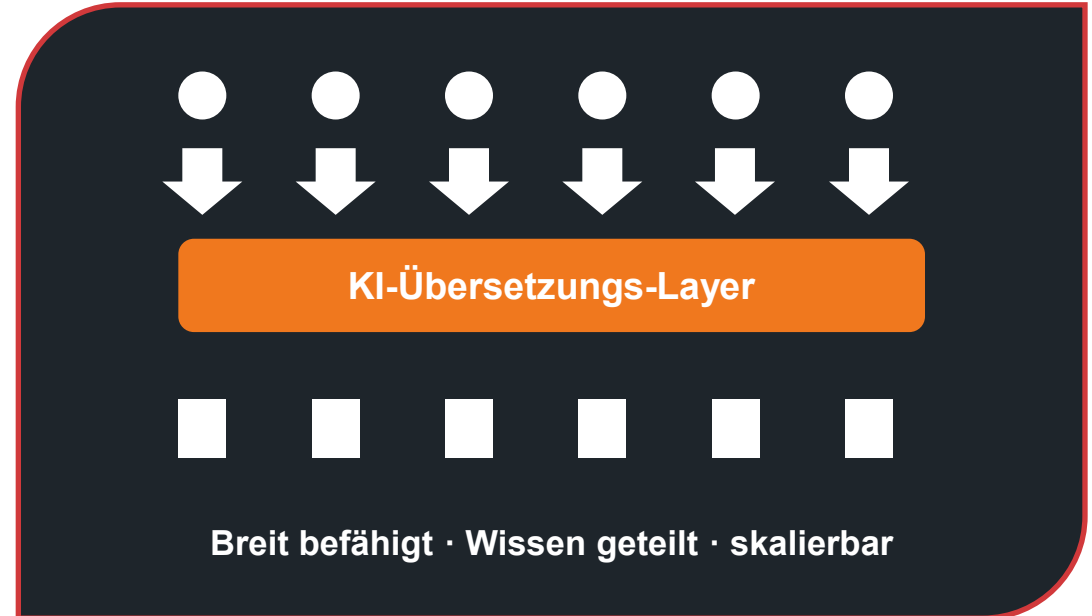 KI-Übersetzungs-Layer
Breit befähigt · Wissen geteilt · skalierbar